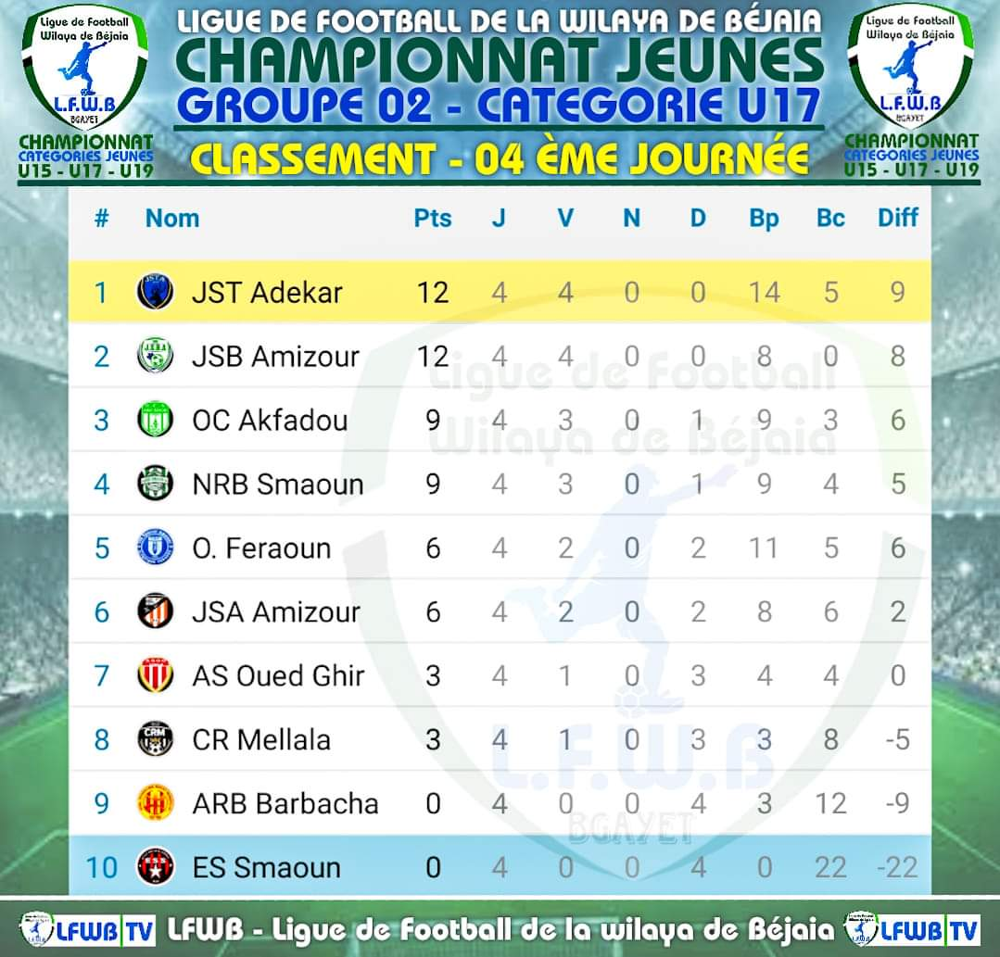 Ligue de Football
Wilaya de Béjaia
L.F.W.B
BGAYET
CHAMPIONNAT
CATEGORIES JEUNES
U15 - U17 - U19
LIGUE DE FOOTBALL DE LA WILAYA DE BÉJAIA
CHAMPIONNAT JEUNES
GROUPE 02 - CATEGORIE U17
CLASSEMENT - 04 ÈME JOURNÉE
Ligue de Football
Wilaya de Béjaia
L.F.W.B
BGAYET
CHAMPIONNAT
CATEGORIES JEUNES
U15 - U17 - U19
# Nom Pts J V N D Bp Bc Diff
1 JST Adekar 12 4 4 0 0 14 5 9
2 JSB Amizour 12 4 4 0 0 8 0 8
3 OC Akfadou 9 4 3 0 1 9 3 6
4 NRB Smaoun 9 4 3 0 1 9 4 5
5 O. Feraoun 6 4 2 0 2 11 5 6
6 JSA Amizour 6 4 2 0 2 8 6 2
7 AS Oued Ghir 3 4 1 0 3 4 4 0
8 CRM CR Mellala 3 4 1 0 3 3 8 -5
9 ARB Barbacha 0 4 0 0 4 3 12 -9
10 ES Smaoun 0 4 0 0 4 0 22 -22
Ligue de Football
Wilaya de Béjaia
L.F.W.B
BGAYET
LFWB TV LFWB - Ligue de Football de la wilaya de Béjaia LFWB TV